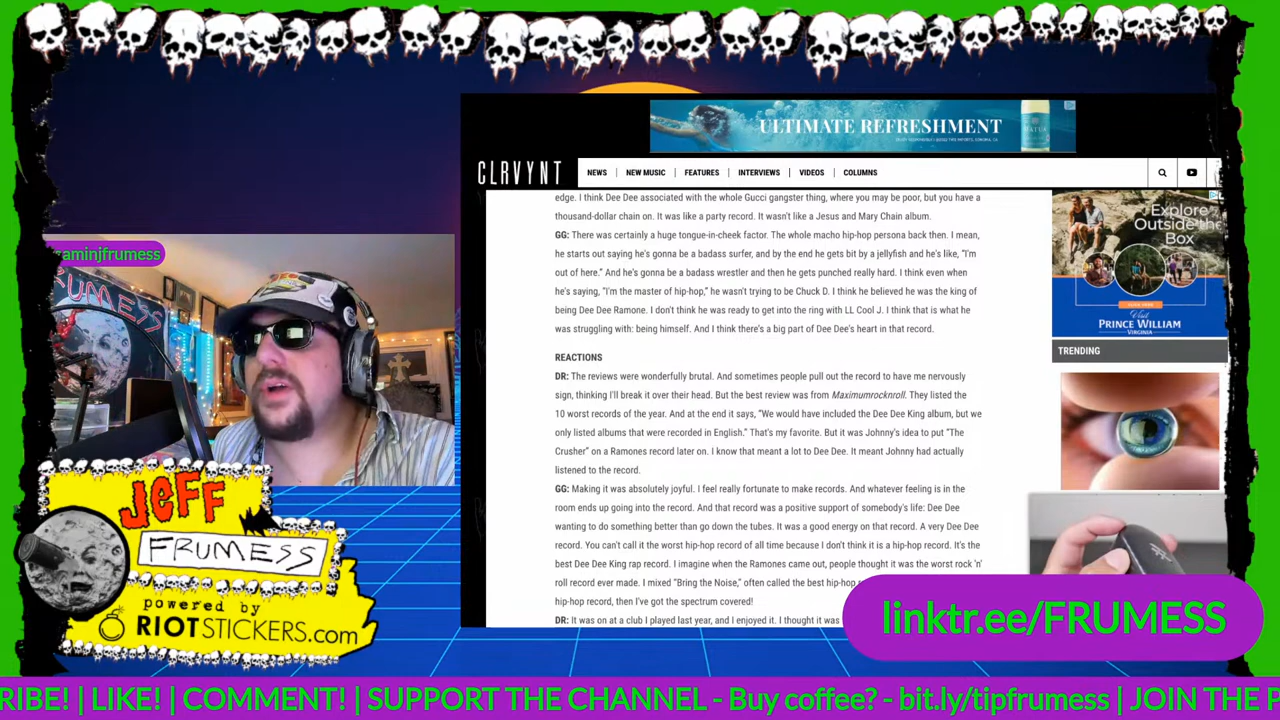 ULTIMATE REFRESHMENT
CLRVYNT
NEWS | NEW MUSIC | FEATURES | INTERVIEWS | VIDEOS | COLUMNS
edge. I think Dee Dee associated with the whole Gucci gangster thing, where you may be poor, but you have a
thousand-dollar chain on. It was like a party record. It wasn't like a Jesus and Mary Chain album.
GG: There was certainly a huge tongue-in-cheek factor. The whole macho hip-hop persona back then. I mean,
he starts out saying he's gonna be a badass surfer, and by the end he gets bit by a jellyfish and he's like, "I'm
out of here." And he's gonna be a badass wrestler and then he gets punched really hard. I think even when
he's saying, "I'm the master of hip-hop," he wasn't trying to be Chuck D. I think he believed he was the king of
being Dee Dee Ramone. I don't think he was ready to get into the ring with LL Cool J. I think that is what he
was struggling with: being himself. And I think there's a big part of Dee Dee's heart in that record.
REACTIONS
DR: The reviews were wonderfully brutal. And sometimes people pull out the record to have me nervously
sign, thinking I'll break it over their head. But the best review was from Maximumrocknroll. They listed the
10 worst records of the year. And at the end it says, "We would have included the Dee Dee King album, but we
only listed albums that were recorded in English." That's my favorite. But it was Johnny's idea to put "The
Crusher" on a Ramones record later on. I know that meant a lot to Dee Dee. It meant Johnny had actually
listened to the record.
GG: Making it was absolutely joyful. I feel really fortunate to make records. And whatever feeling is in the
room ends up going into the record. And that record was a positive support of somebody's life: Dee Dee
wanting to do something better than go down the tubes. It was a good energy on that record. A very Dee Dee
record. You can't call it the worst hip-hop record of all time because I don't think it is a hip-hop record. It's the
best Dee Dee King rap record. I imagine when the Ramones came out, people thought it was the worst rock 'n'
roll record ever made. I mixed "Bring the Noise," often called the best hip-hop
hip-hop record, then I've got the spectrum covered!
DR: It was on at a club I played last year, and I enjoyed it. I thought it was
Explore
Outside the
Box
Visit
PRINCE WILLIAM
VIRGINIA
TRENDING
saminjfrumess
FRUMESS
JEFF
FRUMESS
powered by
RIOTSTICKERS.com
linktr.ee/FRUMESS
RIBE! | LIKE! | COMMENT! | SUPPORT THE CHANNEL - Buy coffee? - bit.ly/tipfrumess | JOIN THE P